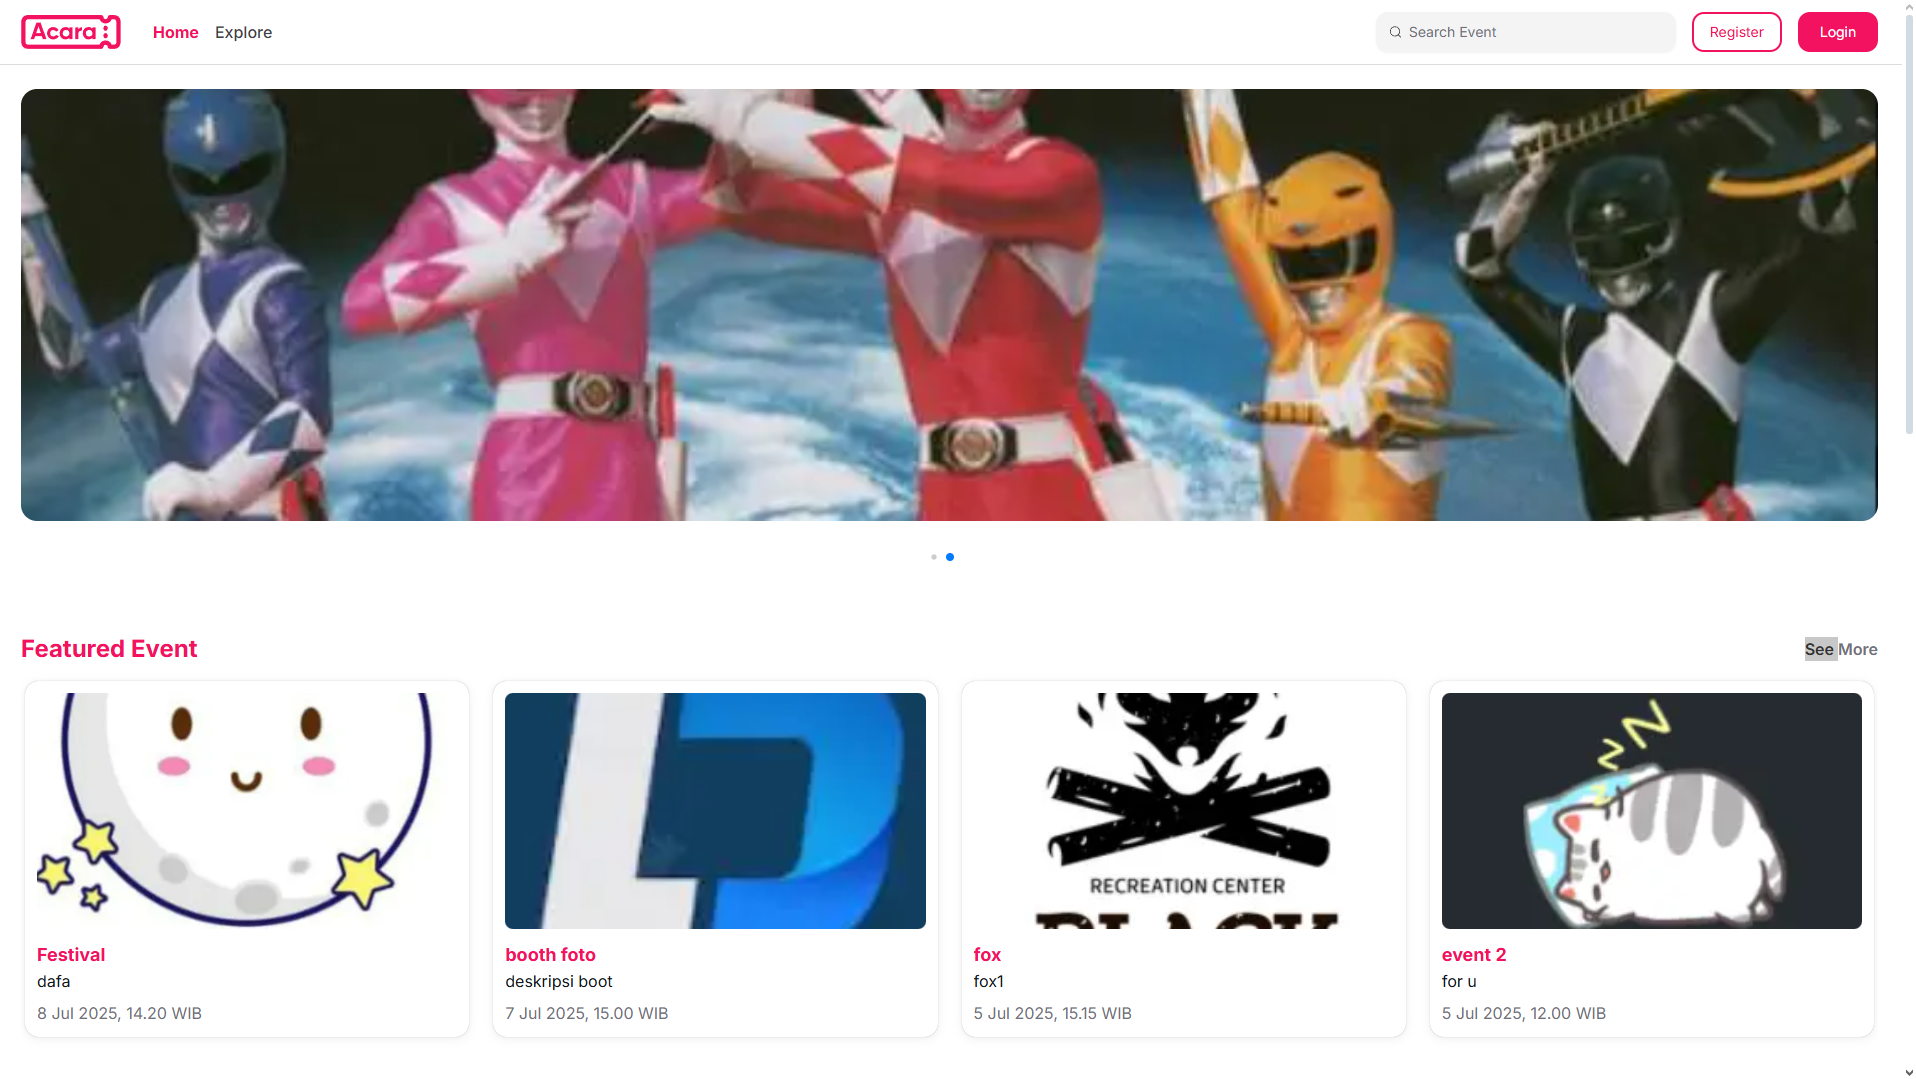 Acara
Home
Explore
Search Event
Register
Login
Featured Event
See More
RECREATION CENTER
Festival
dafa
8 Jul 2025, 14.20 WIB
booth foto
deskripsi boot
7 Jul 2025, 15.00 WIB
fox
fox1
5 Jul 2025, 15.15 WIB
event 2
for u
5 Jul 2025, 12.00 WIB